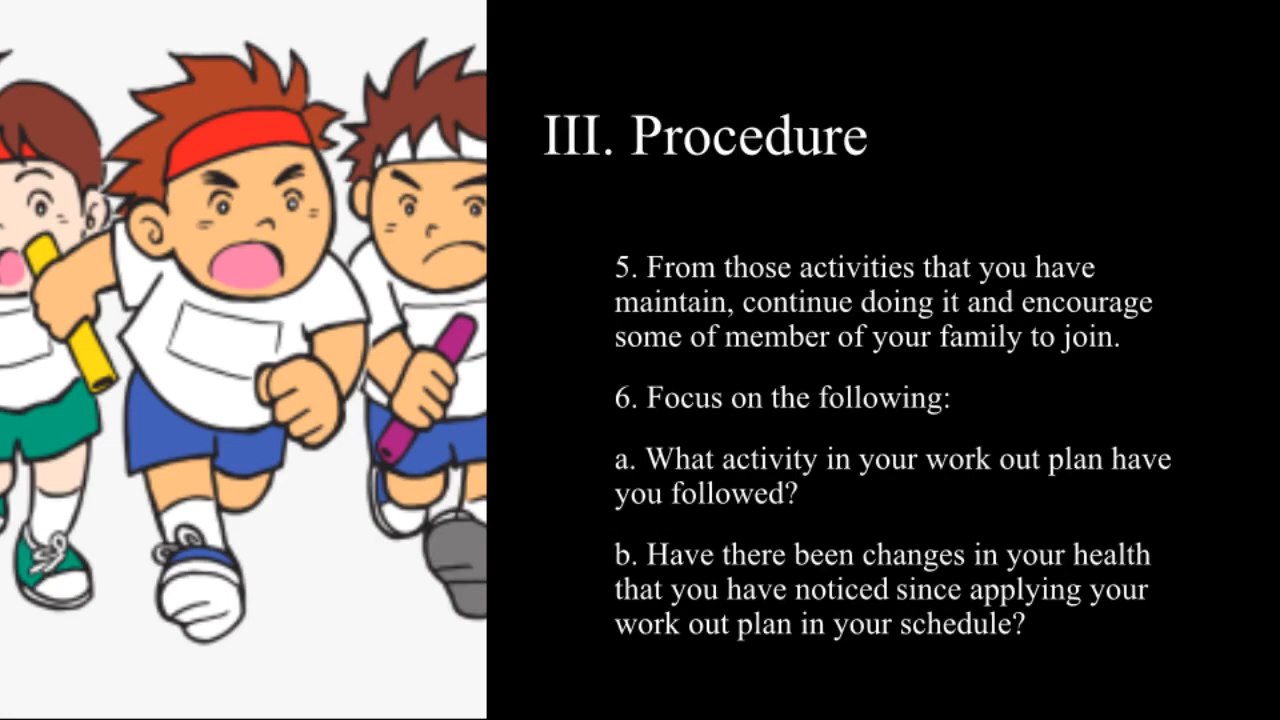 III. Procedure
5. From those activities that you have
maintain, continue doing it and encourage
some of member of your family to join.
6. Focus on the following:
a. What activity in your work out plan have
you followed?
b. Have there been changes in your health
that you have noticed since applying your
work out plan in your schedule?